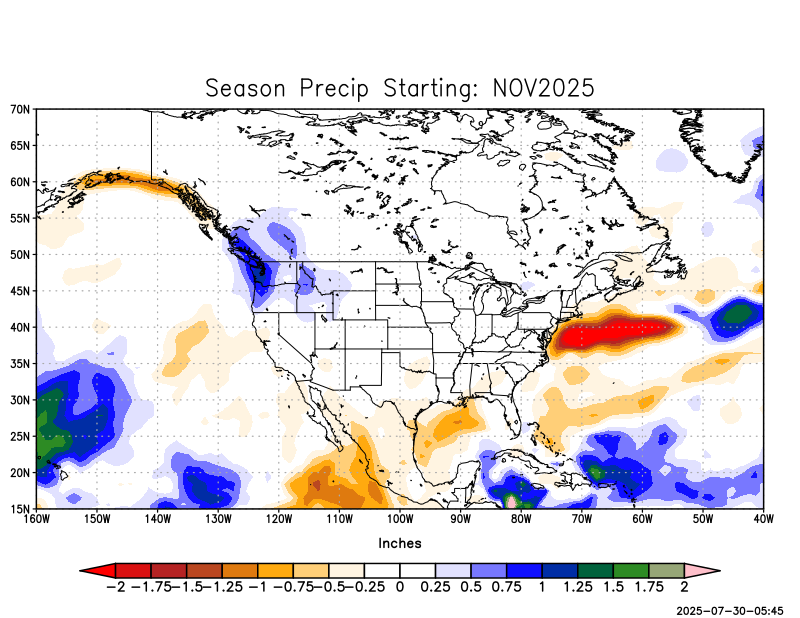 Season Precip Starting: NOV2025
70N
65N
60N
55N
50N
45N
40N
35N
30N
25N
20N
15N
160W 150W 140W 130W 120W 110W 100W 90W 80W 70W 60W 50W 40W
Inches
-2 -1.75 -1.5 -1.25 -1 -0.75 -0.5 -0.25 0 0.25 0.5 0.75 1 1.25 1.5 1.75 2
2025-07-30-05:45